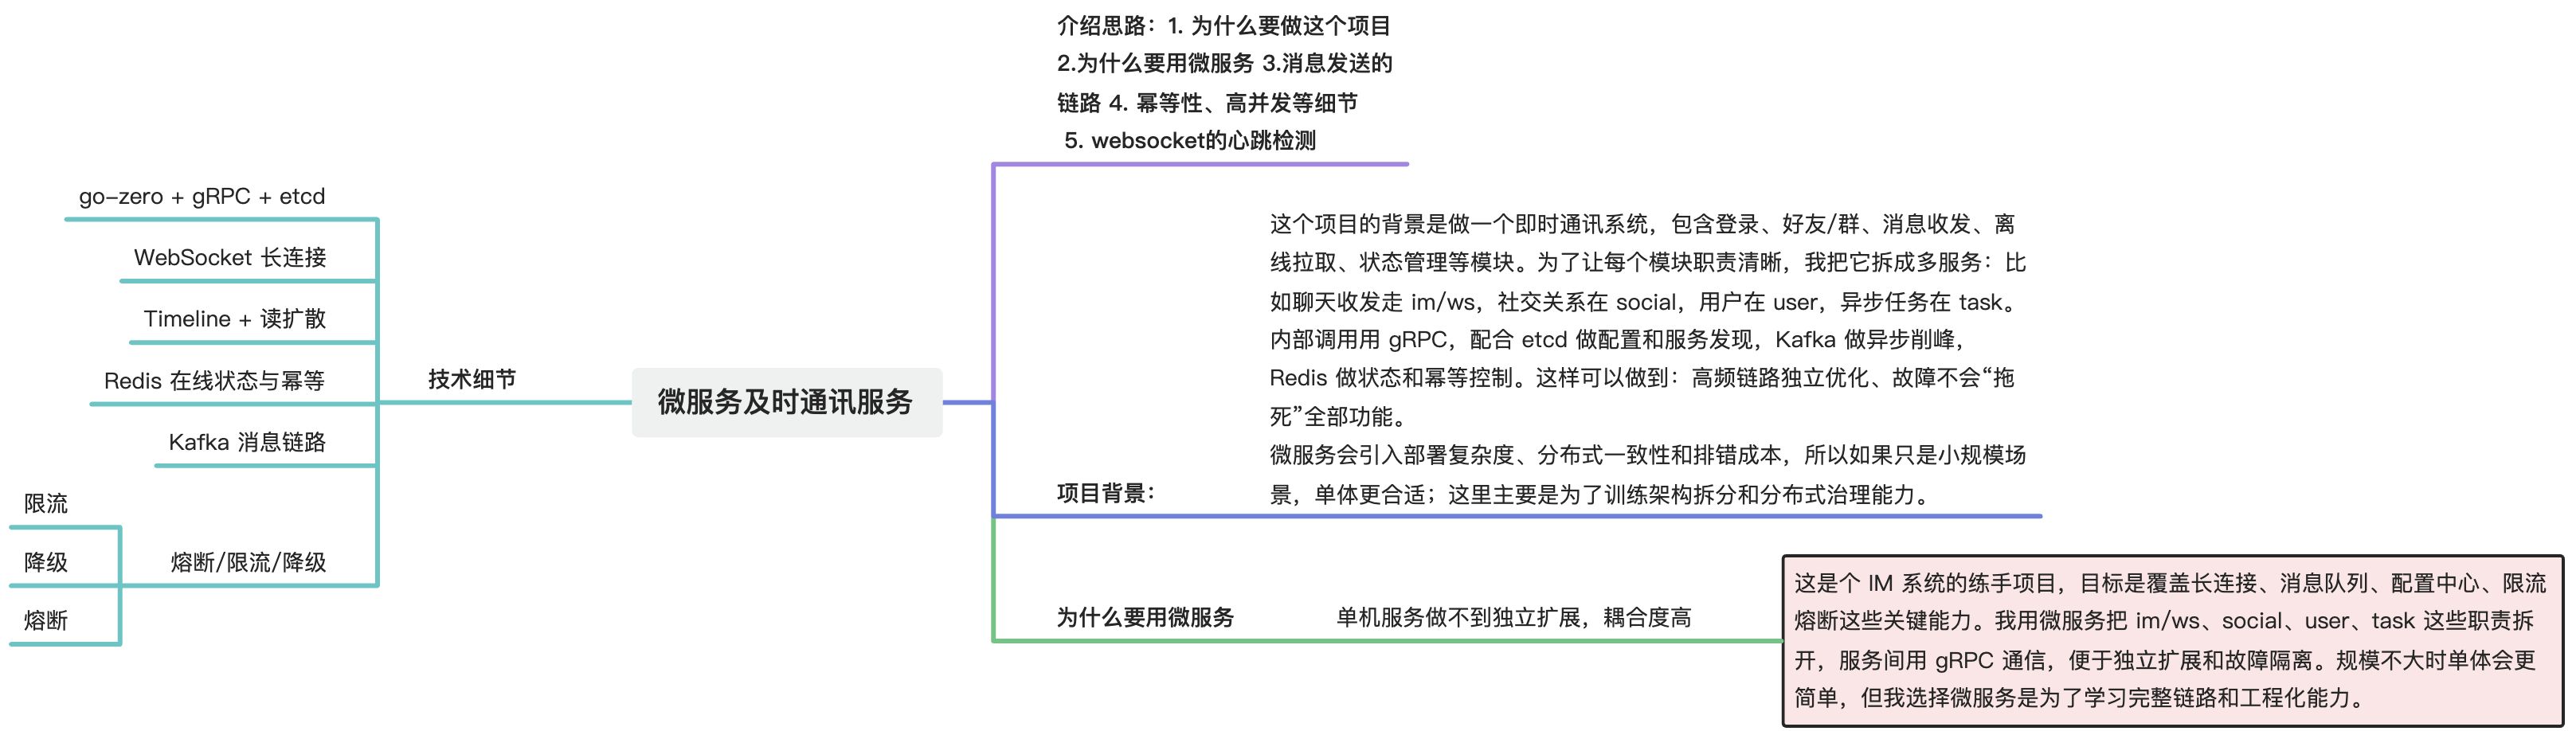 介绍思路：1. 为什么要做这个项目
2.为什么要用微服务 3.消息发送的
链路 4. 幂等性、高并发等细节
5. websocket的心跳检测
go-zero + gRPC + etcd
WebSocket 长连接
Timeline + 读扩散
Redis 在线状态与幂等
Kafka 消息链路
限流
降级
熔断
熔断/限流/降级
技术细节
微服务及时通讯服务
项目背景：
这个项目的背景是做一个即时通讯系统，包含登录、好友/群、消息收发、离
线拉取、状态管理等模块。为了让每个模块职责清晰，我把它拆成多服务：比
如聊天收发走 im/ws，社交关系在 social，用户在 user，异步任务在 task。
内部调用用 gRPC，配合 etcd 做配置和服务发现，Kafka 做异步削峰，
Redis 做状态和幂等控制。这样可以做到：高频链路独立优化、故障不会“拖
死”全部功能。
微服务会引入部署复杂度、分布式一致性和排错成本，所以如果只是小规模场
景，单体更合适；这里主要是为了训练架构拆分和分布式治理能力。
为什么要用微服务
单机服务做不到独立扩展，耦合度高
这是个 IM 系统的练手项目，目标是覆盖长连接、消息队列、配置中心、限流
熔断这些关键能力。我用微服务把 im/ws、social、user、task 这些职责拆
开，服务间用 gRPC 通信，便于独立扩展和故障隔离。规模不大时单体会更
简单，但我选择微服务是为了学习完整链路和工程化能力。